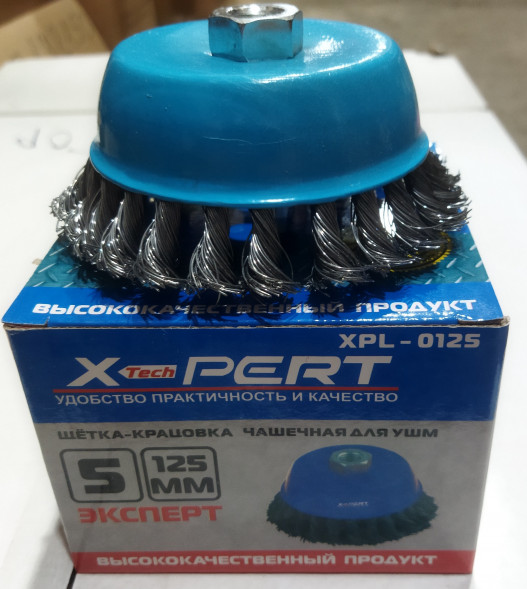 ВЫСОКОКАЧЕСТВЕННЫЙ ПРОДУКТ
XPL - 0125
X Tech PERT
УДОБСТВО ПРАКТИЧНОСТЬ И КАЧЕСТВО
ЩЁТКА-КРАЦОВКА ЧАШЕЧНАЯ ДЛЯ УШМ
5 125 ММ
ЭКСПЕРТ
ВЫСОКОКАЧЕСТВЕННЫЙ ПРОДУКТ